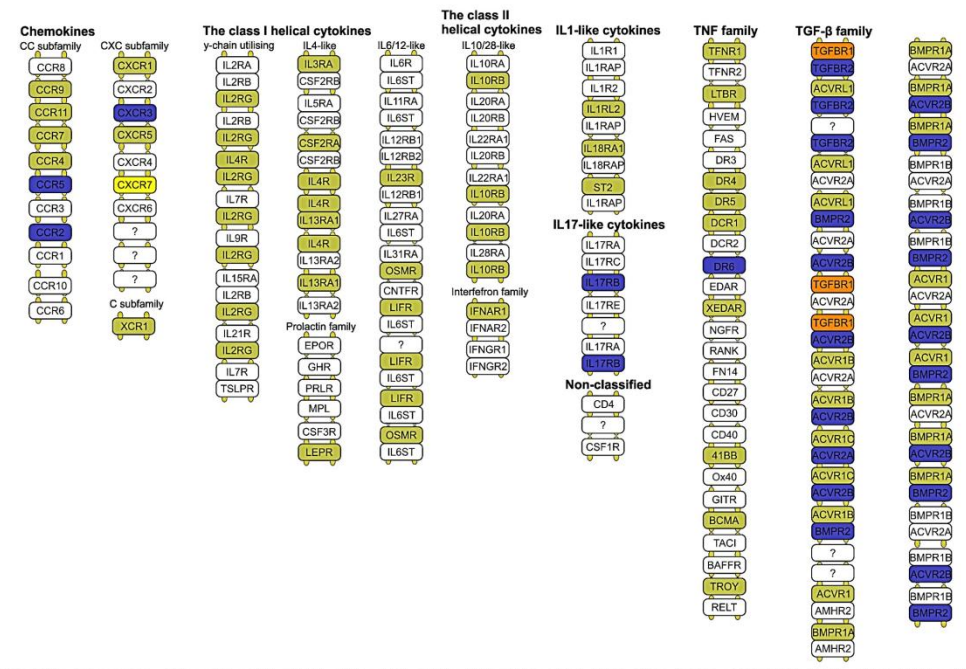 Chemokines
CC subfamily
CCR8
CCR9
CCR11
CCR7
CCR4
CCR5
CCR3
CCR2
CCR1
CCR10
CCR6
CXC subfamily
CXCR1
CXCR2
CXCR3
CXCR5
CXCR4
CXCR7
CXCR6
?
?
?
C subfamily
XCR1
The class I helical cytokines
γ-chain utilising
IL2RA
IL2RB
IL2RG
IL2RB
IL2RG
IL4R
IL2RG
IL7R
IL2RG
IL9R
IL2RG
IL15RA
IL2RB
IL2RG
IL21R
IL2RG
IL7R
TSLPR
IL4-like
IL3RA
CSF2RB
IL5RA
CSF2RB
CSF2RA
CSF2RB
IL4R
IL4R
IL13RA1
IL4R
IL13RA2
IL13RA1
IL13RA2
Prolactin family
EPOR
GHR
PRLR
MPL
CSF3R
LEPR
IL6/12-like
IL6R
IL6ST
IL11RA
IL6ST
IL12RB1
IL12RB2
IL23R
IL12RB1
IL27RA
IL6ST
IL31RA
OSMR
CNTFR
LIFR
IL6ST
?
LIFR
IL6ST
LIFR
IL6ST
OSMR
IL6ST
The class II
helical cytokines
IL10/28-like
IL10RA
IL10RB
IL20RA
IL20RB
IL22RA1
IL20RB
IL22RA1
IL10RB
IL20RA
IL10RB
IL28RA
IL10RB
Interfefron family
IFNAR1
IFNAR2
IFNGR1
IFNGR2
IL1-like cytokines
IL1R1
IL1RAP
IL1R2
IL1RL2
IL1RAP
IL18RA1
IL18RAP
ST2
IL1RAP
IL17-like cytokines
IL17RA
IL17RC
IL17RB
IL17RE
?
IL17RA
IL17RB
Non-classified
CD4
?
CSF1R
TNF family
TFNR1
TFNR2
LTBR
HVEM
FAS
DR3
DR4
DR5
DCR1
DCR2
DR6
EDAR
XEDAR
NGFR
RANK
FN14
CD27
CD30
CD40
41BB
Ox40
GITR
BCMA
TACI
BAFFR
TROY
RELT
TGF-β family
TGFBR1
TGFBR2
ACVRL1
TGFBR2
?
TGFBR2
ACVRL1
ACVR2A
ACVRL1
BMPR2
ACVR2A
ACVR2B
TGFBR1
ACVR2A
TGFBR1
ACVR2B
ACVR1B
ACVR2A
ACVR1B
ACVR2B
ACVR1C
ACVR2A
ACVR1C
ACVR2B
ACVR1B
BMPR2
?
?
ACVR1
AMHR2
BMPR1A
AMHR2
BMPR1A
ACVR2A
BMPR1A
ACVR2B
BMPR1A
BMPR2
BMPR1B
ACVR2A
BMPR1B
ACVR2B
BMPR1B
BMPR2
ACVR1
ACVR2A
ACVR1
ACVR2B
ACVR1
BMPR2
BMPR1A
ACVR2A
BMPR1A
ACVR2B
BMPR1A
BMPR2
BMPR1B
ACVR2A
BMPR1B
ACVR2B
BMPR1B
BMPR2